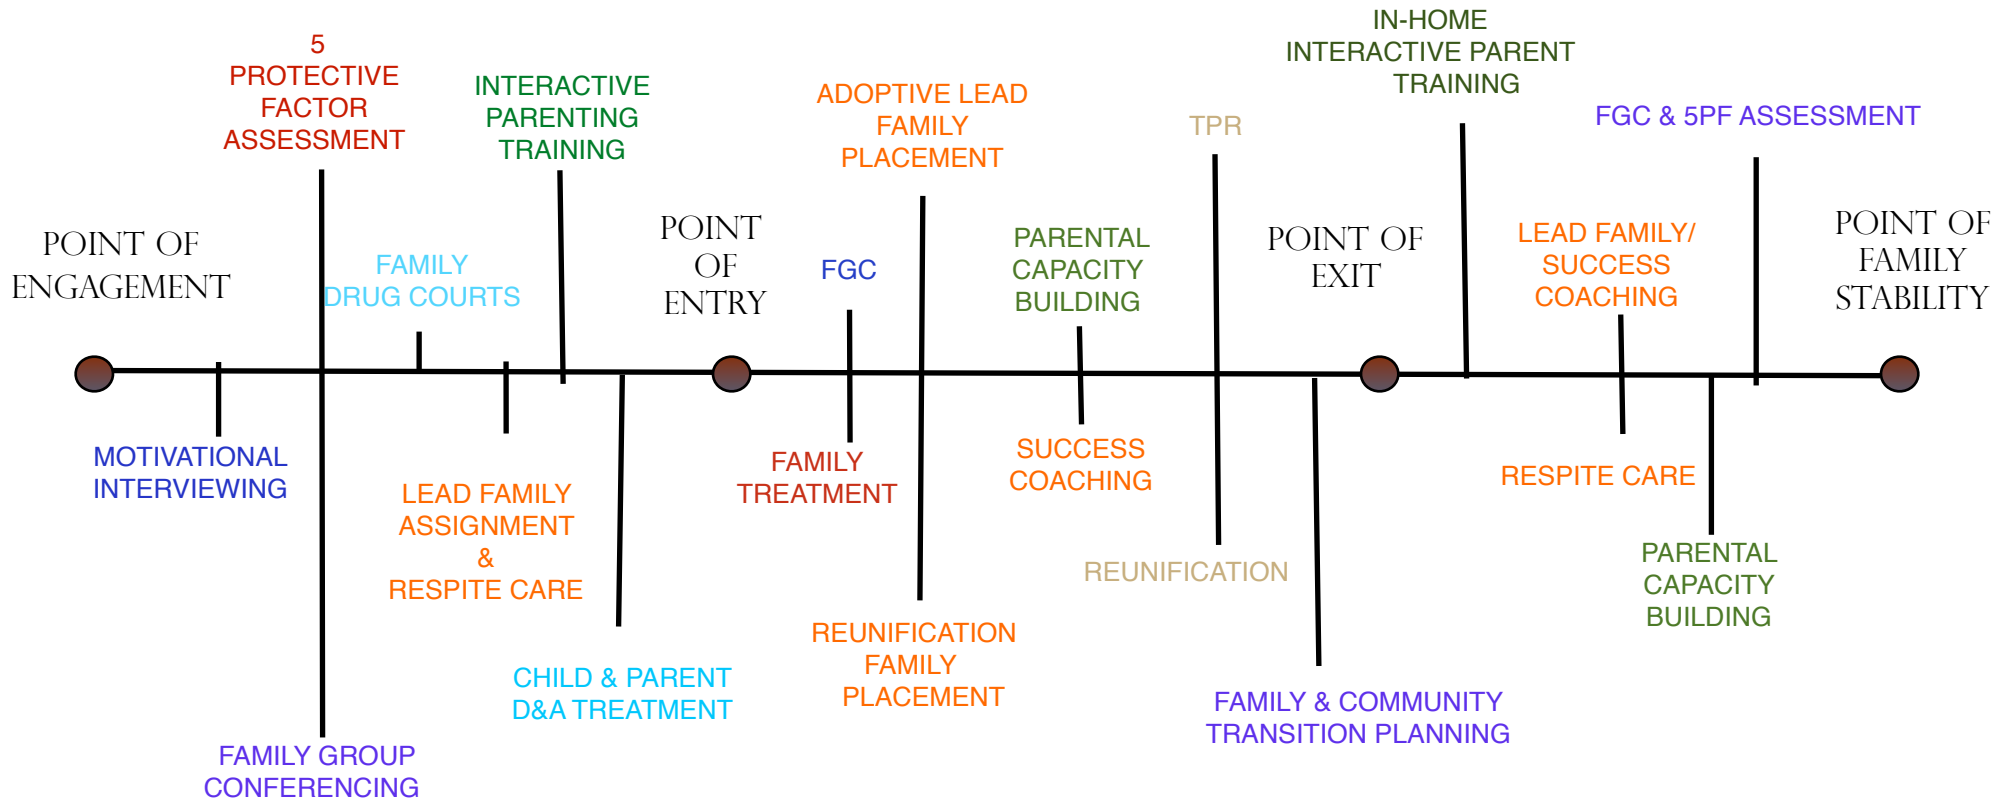 POINT OF
ENGAGEMENT
MOTIVATIONAL
INTERVIEWING
5
PROTECTIVE
FACTOR
ASSESSMENT
FAMILY GROUP
CONFERENCING
FAMILY
DRUG COURTS
LEAD FAMILY
ASSIGNMENT
&
RESPITE CARE
INTERACTIVE
PARENTING
TRAINING
CHILD & PARENT
D&A TREATMENT
POINT
OF
ENTRY
FGC
FAMILY
TREATMENT
ADOPTIVE LEAD
FAMILY
PLACEMENT
REUNIFICATION
FAMILY
PLACEMENT
PARENTAL
CAPACITY
BUILDING
SUCCESS
COACHING
TPR
REUNIFICATION
FAMILY & COMMUNITY
TRANSITION PLANNING
POINT OF
EXIT
IN-HOME
INTERACTIVE PARENT
TRAINING
LEAD FAMILY/
SUCCESS
COACHING
RESPITE CARE
PARENTAL
CAPACITY
BUILDING
FGC & 5PF ASSESSMENT
POINT OF
FAMILY
STABILITY